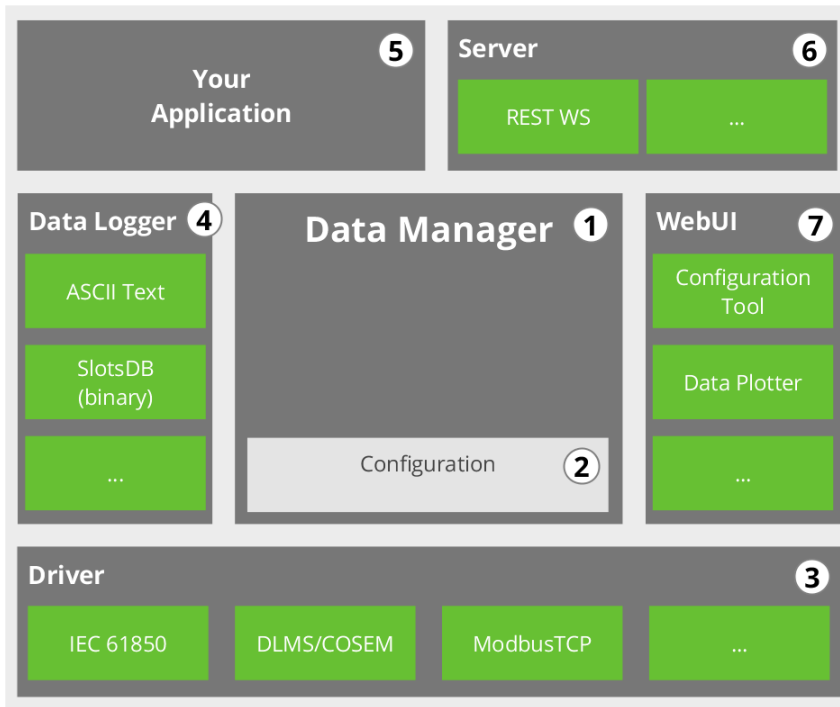 Your
Application
5
Server
6
REST WS
...
Data Logger
4
ASCII Text
SlotsDB
(binary)
...
Data Manager
1
Configuration
2
WebUI
7
Configuration
Tool
Data Plotter
...
Driver
3
IEC 61850
DLMS/COSEM
ModbusTCP
...